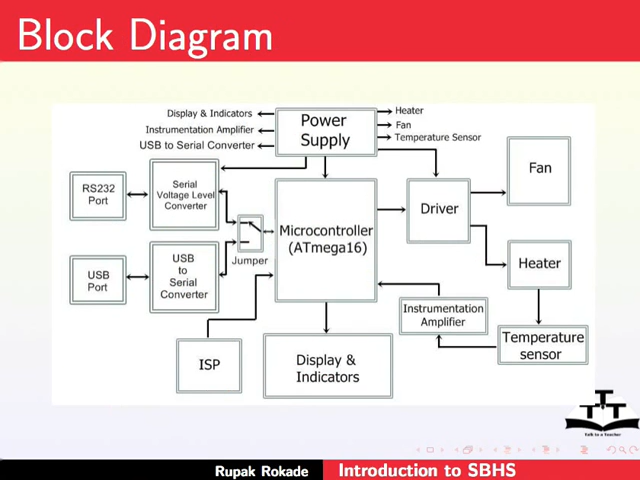 Block Diagram
Display & Indicators
Instrumentation Amplifier
USB to Serial Converter
Power
Supply
Heater
Fan
Temperature Sensor
RS232
Port
Serial
Voltage Level
Converter
Microcontroller
(ATmega16)
Driver
Fan
Jumper
USB
Port
USB
to
Serial
Converter
Heater
Instrumentation
Amplifier
Temperature
sensor
ISP
Display &
Indicators
TTT
Talk to a Teacher
Rupak Rokade
Introduction to SBHS